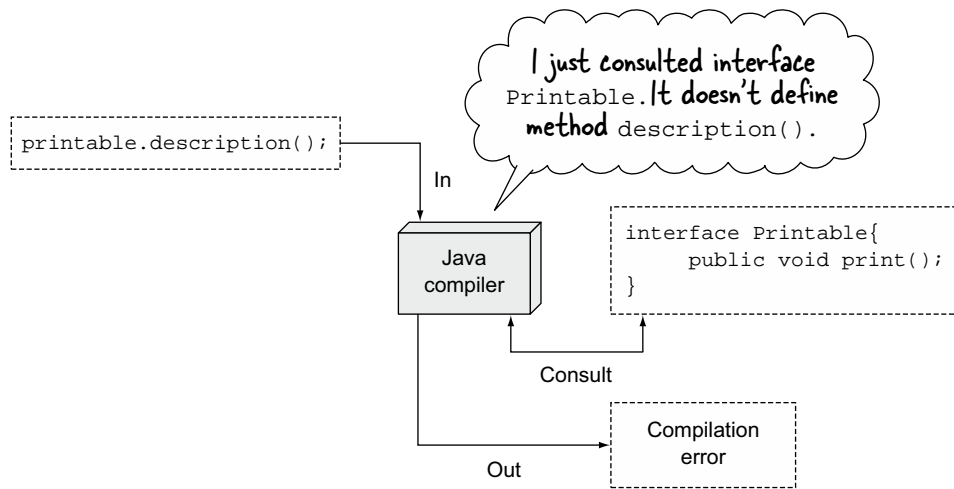 I just consulted interface
Printable. It doesn't define
method description().
printable.description();
In
Java
compiler
interface Printable{
public void print();
}
Consult
Compilation
error
Out